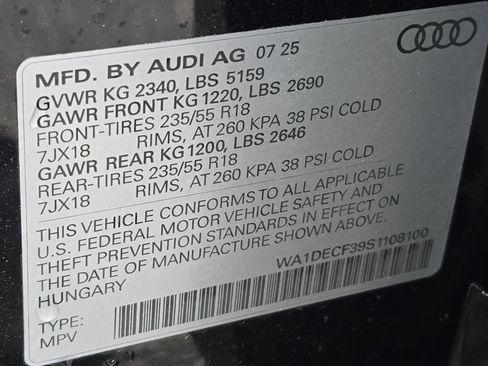 MFD. BY AUDI AG 07 25
GVWR KG 2340, LBS 5159
GAWR FRONT KG 1220, LBS 2690
FRONT-TIRES 235/55 R18
7JX18 RIMS, AT 260 KPA 38 PSI COLD
GAWR REAR KG 1200, LBS 2646
REAR-TIRES 235/55 R18
7JX18 RIMS, AT 260 KPA 38 PSI COLD
THIS VEHICLE CONFORMS TO ALL APPLICABLE
U.S. FEDERAL MOTOR VEHICLE SAFETY AND
THEFT PREVENTION STANDARDS IN EFFECT ON
THE DATE OF MANUFACTURE SHOWN ABOVE.
HUNGARY
WA1DECF39S1108100
TYPE:
MPV